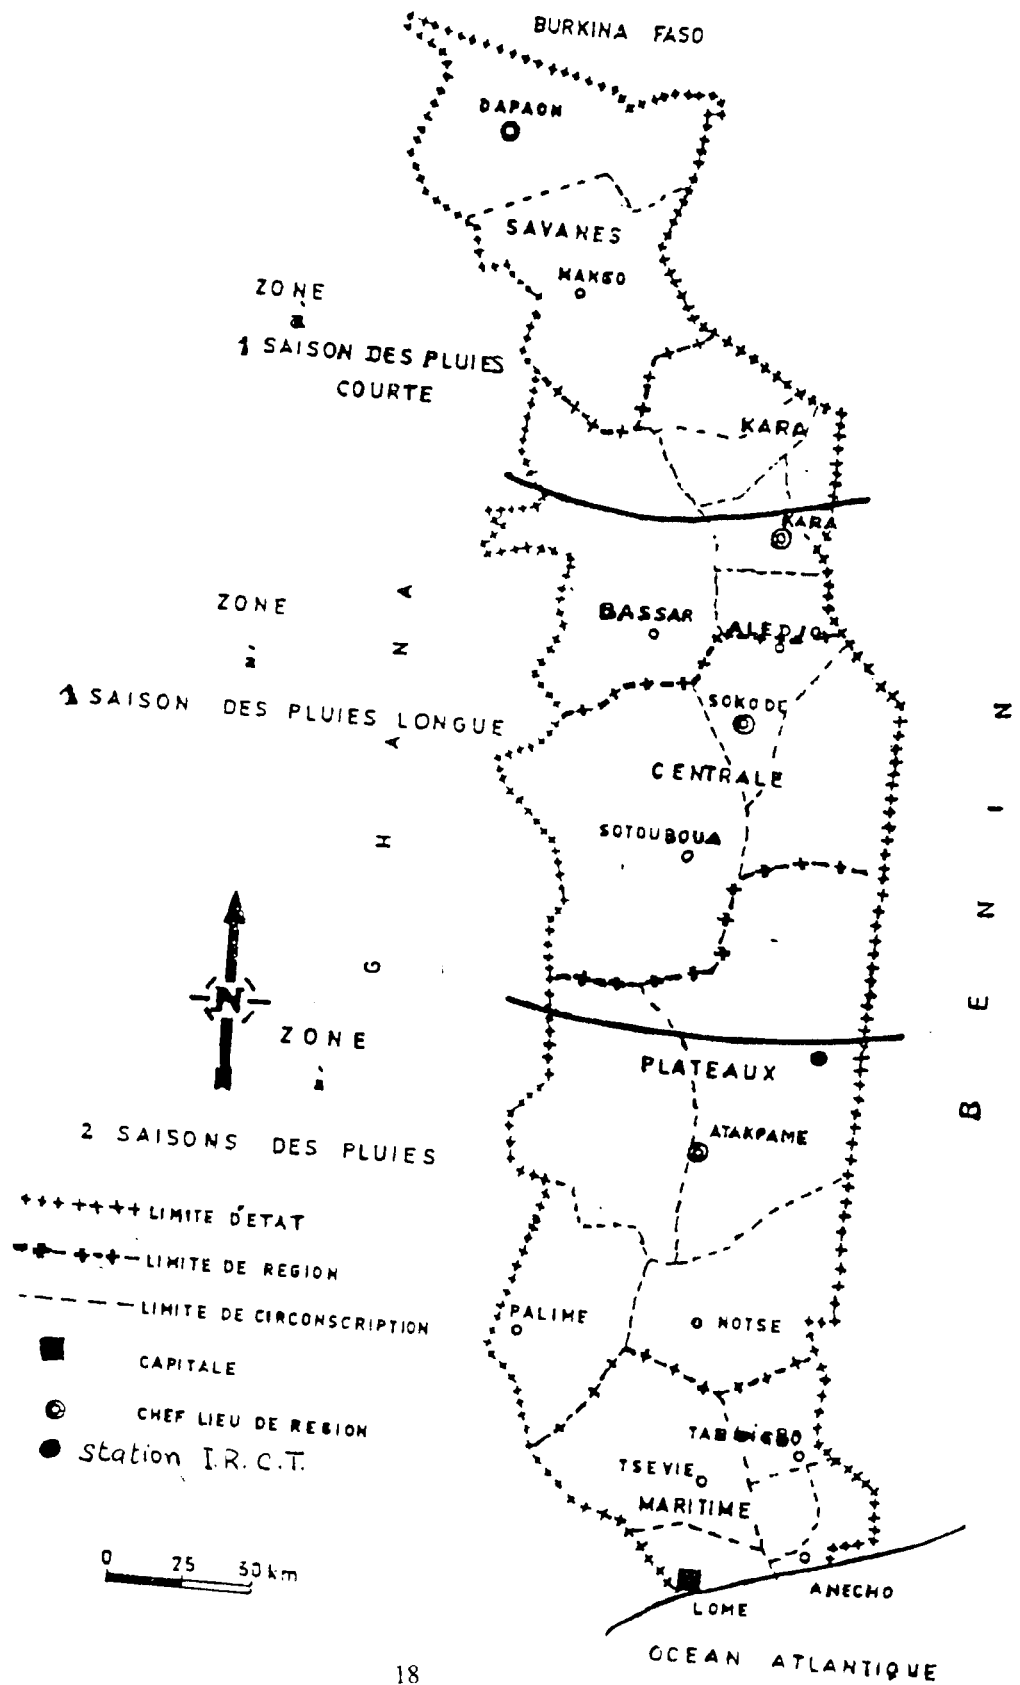 BURKINA FASO
DAPAON
SAVANES
MANGO
ZONE
à
1 SAISON DES PLUIES
COURTE
KARA
KARA
ZONE
à
1 SAISON DES PLUIES LONGUE
BASSAR
ALEDJO
SOKODE
CENTRALE
SOTOUBOUA
GHANA
BENIN
N
ZONE
à
2 SAISONS DES PLUIES
PLATEAUX
ATAKPAME
PALIME
NOTSE
TSEVIE
MARITIME
ANECHO
LOME
OCEAN ATLANTIQUE
LIMITE D'ETAT
LIMITE DE REGION
LIMITE DE CIRCONSCRIPTION
CAPITALE
CHEF LIEU DE REGION
Station I.R.C.T.
0 25 50 km
18